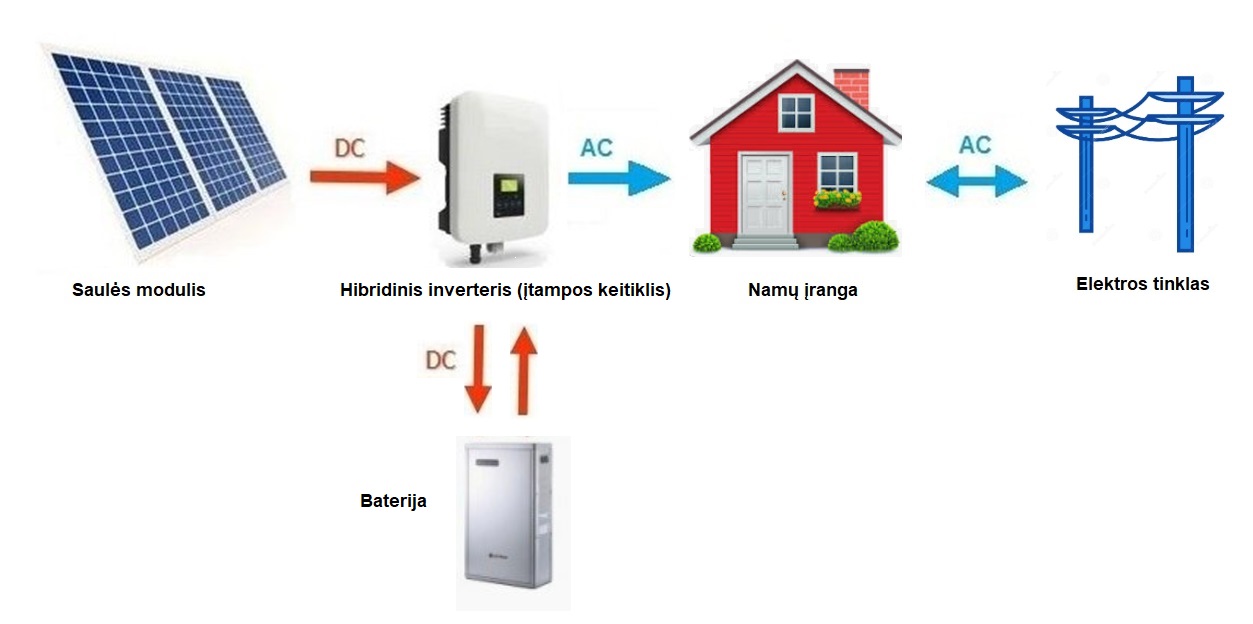 DC
AC
AC
Saulės modulis
Hibridinis inverteris (įtampos keitiklis)
Namų įranga
Elektros tinklas
DC
Baterija